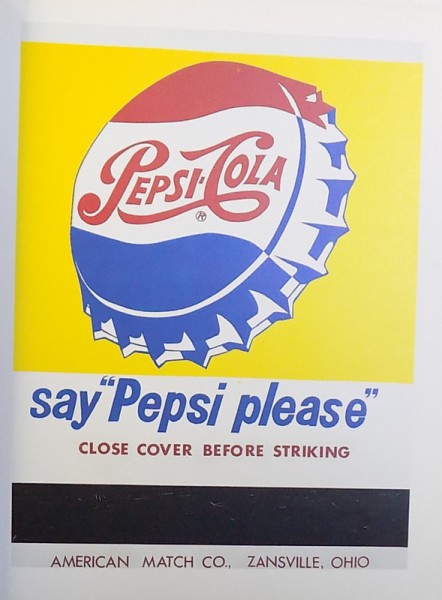 PEPSI-COLA
®
say "Pepsi please"
CLOSE COVER BEFORE STRIKING
AMERICAN MATCH CO., ZANSVILLE, OHIO